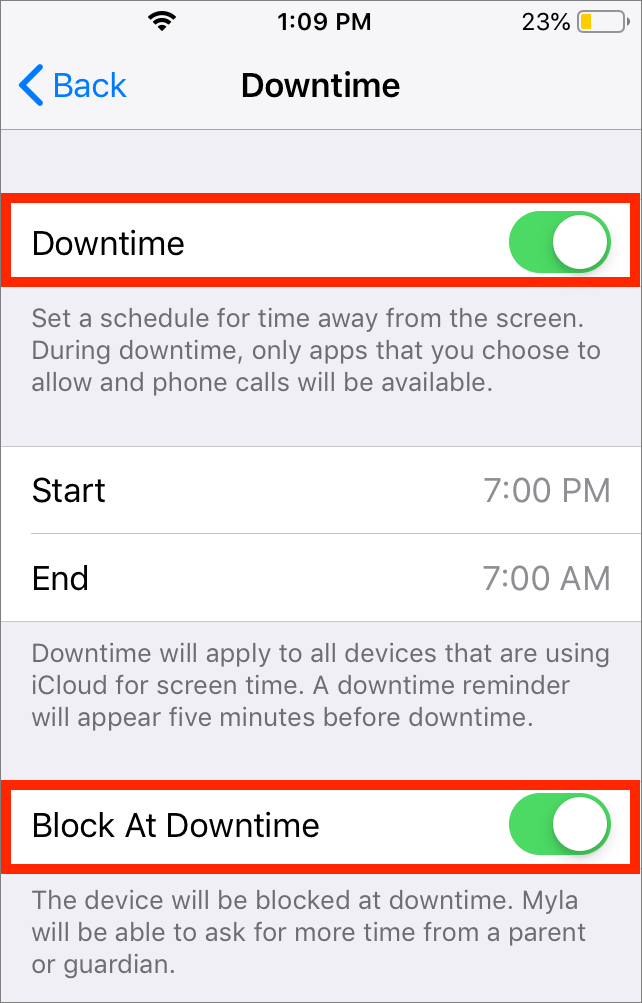 1:09 PM 23%
Back Downtime
Downtime
Set a schedule for time away from the screen.
During downtime, only apps that you choose to
allow and phone calls will be available.
Start 7:00 PM
End 7:00 AM
Downtime will apply to all devices that are using
iCloud for screen time. A downtime reminder
will appear five minutes before downtime.
Block At Downtime
The device will be blocked at downtime. Myla
will be able to ask for more time from a parent
or guardian.